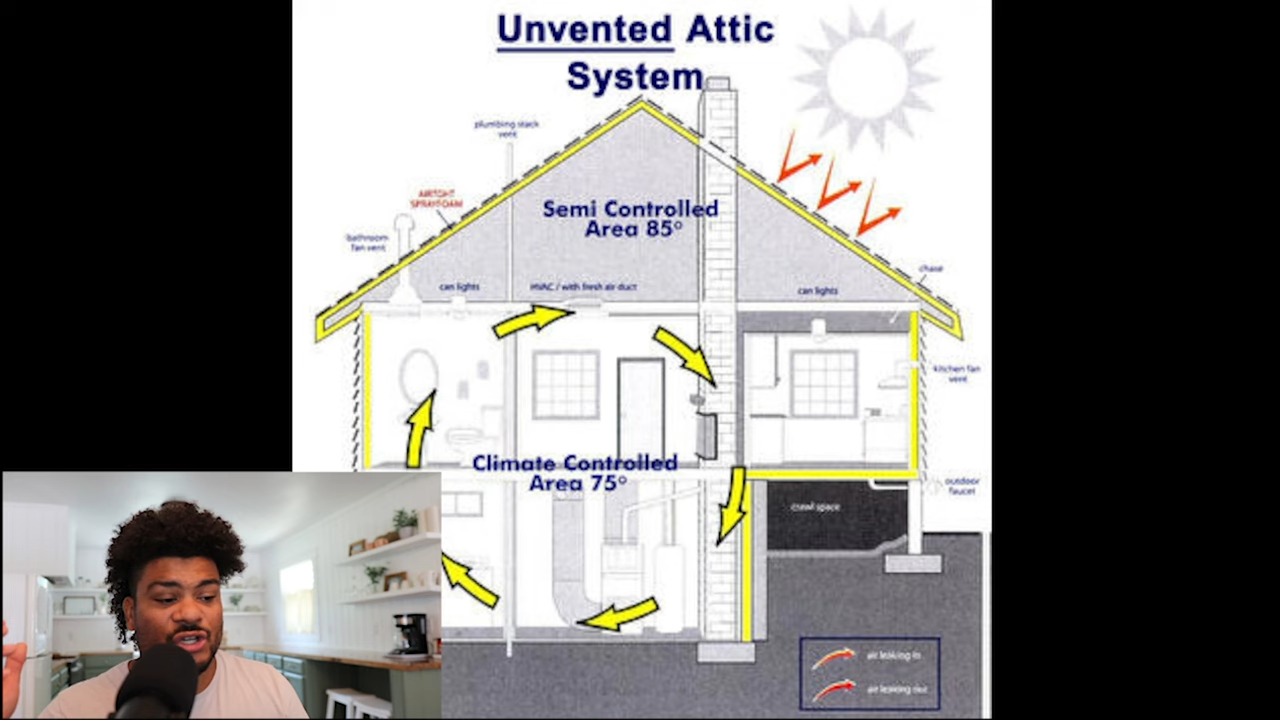 Unvented Attic
System
plumbing stack
vent
AIRTIGHT
SPRAYFOAM
Semi Controlled
Area 85°
bathroom
fan vent
chase
can lights
HVAC / with fresh air duct
can lights
kitchen fan
vent
Climate Controlled
Area 75°
outdoor
faucet
crawl space
air leaking in
air leaking out